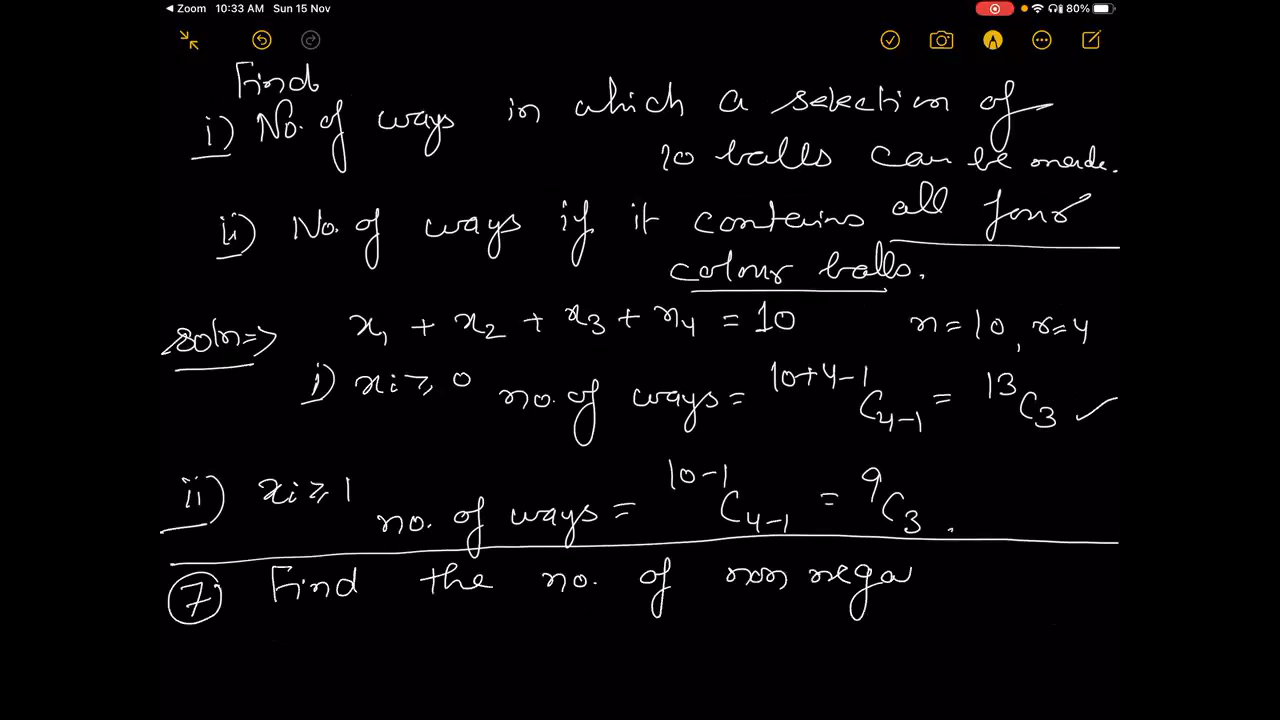 Zoom 10:33 AM Sun 15 Nov 80%
Find
i) No. of ways in which a selection of
10 balls can be made.
ii) No. of ways if it contains all four
colour balls.
Soln⇒ x₁ + x₂ + x₃ + x₄ = 10 n=10, r=4
i) xi ≥ 0 no. of ways = ¹⁰⁺⁴⁻¹C₄₋₁ = ¹³C₃ ✓
ii) xi ≥ 1 no. of ways = ¹⁰⁻¹C₄₋₁ = ⁹C₃.
7 Find the no. of non nega